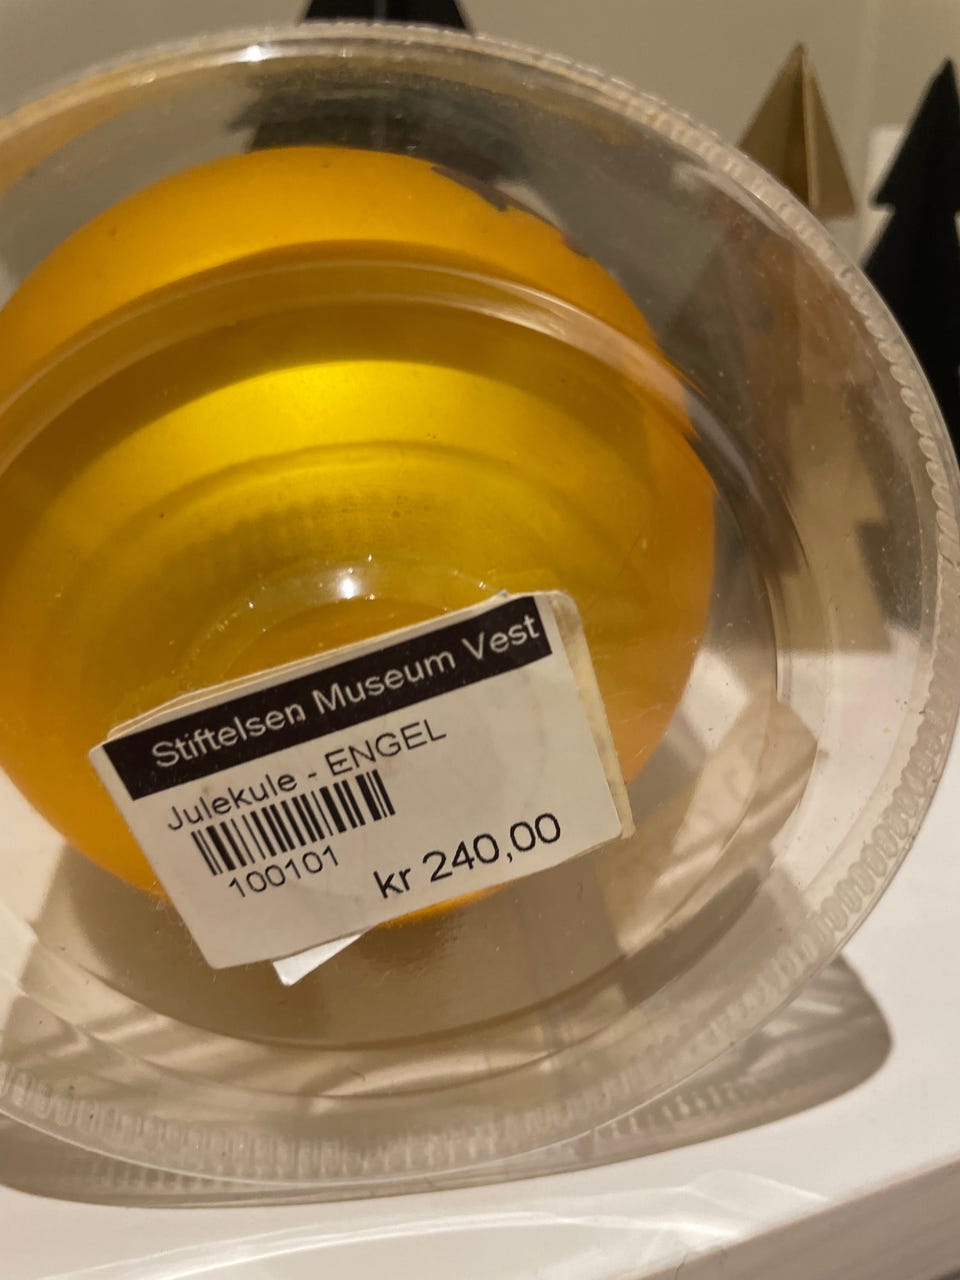 Stiftelsen Museum Vest
Julekule - ENGEL
100101
kr 240,00